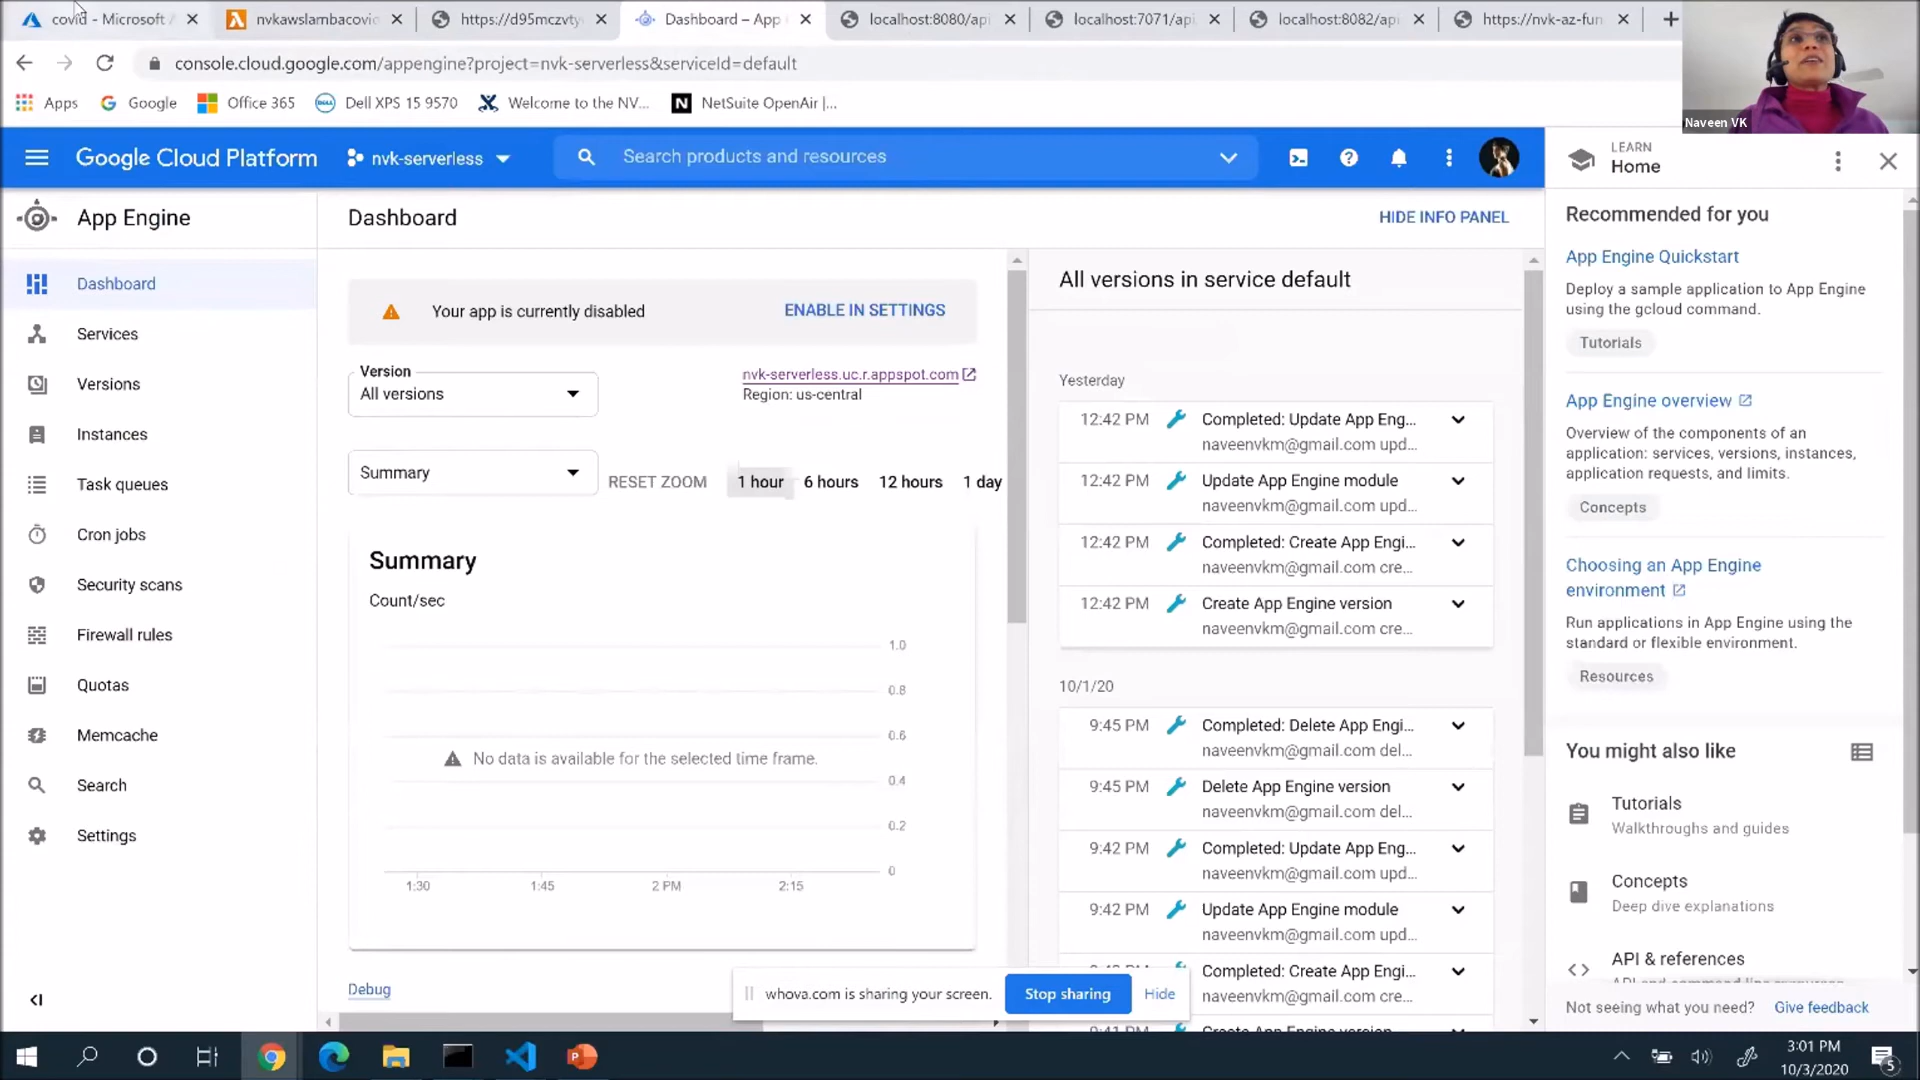 covid - Microsoft A
nvkawslambacovid
https://d95mczvty
Dashboard – App
localhost:8080/api
localhost:7071/api
localhost:8082/api
https://nvk-az-fun
console.cloud.google.com/appengine?project=nvk-serverless&serviceId=default
Apps
Google
Office 365
Dell XPS 15 9570
Welcome to the NV...
NetSuite OpenAir |...
Naveen VK
Google Cloud Platform
nvk-serverless
Search products and resources
LEARN
Home
App Engine
Dashboard
HIDE INFO PANEL
Dashboard
Services
Versions
Instances
Task queues
Cron jobs
Security scans
Firewall rules
Quotas
Memcache
Search
Settings
Your app is currently disabled
ENABLE IN SETTINGS
Version
All versions
nvk-serverless.uc.r.appspot.com
Region: us-central
Summary
RESET ZOOM
1 hour
6 hours
12 hours
1 day
Summary
Count/sec
1.0
0.8
0.6
No data is available for the selected time frame.
0.4
0.2
0
1:30
1:45
2 PM
2:15
Debug
All versions in service default
Yesterday
12:42 PM
Completed: Update App Eng...
naveenvkm@gmail.com upd...
12:42 PM
Update App Engine module
naveenvkm@gmail.com upd...
12:42 PM
Completed: Create App Engi...
naveenvkm@gmail.com cre...
12:42 PM
Create App Engine version
naveenvkm@gmail.com cre...
10/1/20
9:45 PM
Completed: Delete App Engi...
naveenvkm@gmail.com del...
9:45 PM
Delete App Engine version
naveenvkm@gmail.com del...
9:42 PM
Completed: Update App Eng...
naveenvkm@gmail.com upd...
9:42 PM
Update App Engine module
naveenvkm@gmail.com upd...
Completed: Create App Engi...
naveenvkm@gmail.com cre...
Create App Engine version
Recommended for you
App Engine Quickstart
Deploy a sample application to App Engine
using the gcloud command.
Tutorials
App Engine overview
Overview of the components of an
application: services, versions, instances,
application requests, and limits.
Concepts
Choosing an App Engine
environment
Run applications in App Engine using the
standard or flexible environment.
Resources
You might also like
Tutorials
Walkthroughs and guides
Concepts
Deep dive explanations
API & references
Not seeing what you need?
Give feedback
whova.com is sharing your screen.
Stop sharing
Hide
3:01 PM
10/3/2020
5